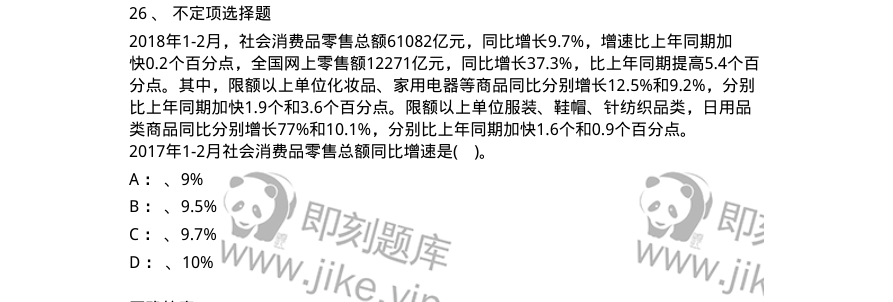 26 、 不定项选择题
2018年1-2月，社会消费品零售总额61082亿元，同比增长9.7%，增速比上年同期加
快0.2个百分点，全国网上零售额12271亿元，同比增长37.3%，比上年同期提高5.4个百
分点。其中，限额以上单位化妆品、家用电器等商品同比分别增长12.5%和9.2%，分别
比上年同期加快1.9个和3.6个百分点。限额以上单位服装、鞋帽、针纺织品类，日用品
类商品同比分别增长77%和10.1%，分别比上年同期加快1.6个和0.9个百分点。
2017年1-2月社会消费品零售总额同比增速是( )。
A： 、9%
B： 、9.5%
C： 、9.7%
D： 、10%
即刻题库
www.jike.vip
即刻
www.ji